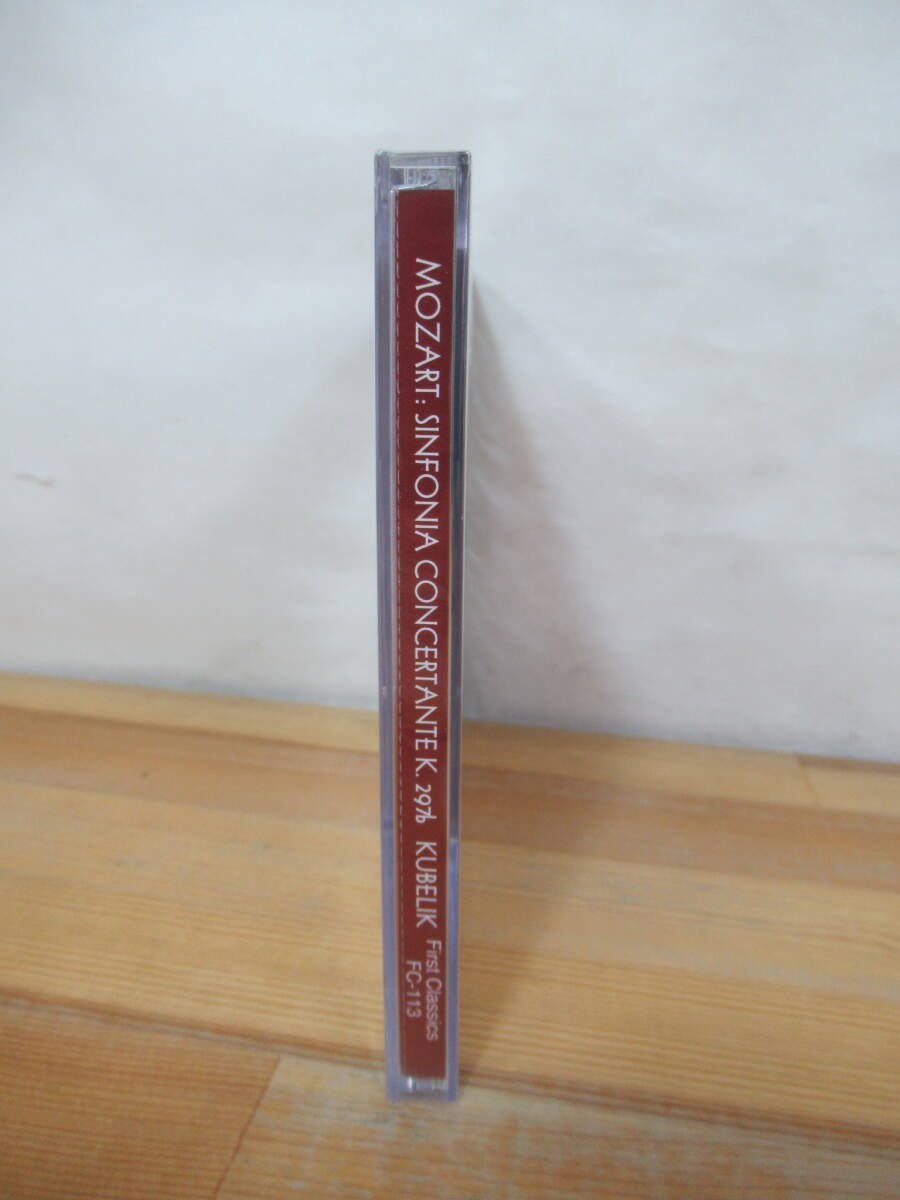 MOZART: SINFONIA CONCERTANTE K. 297b KUBELIK
First Classics
FC-113